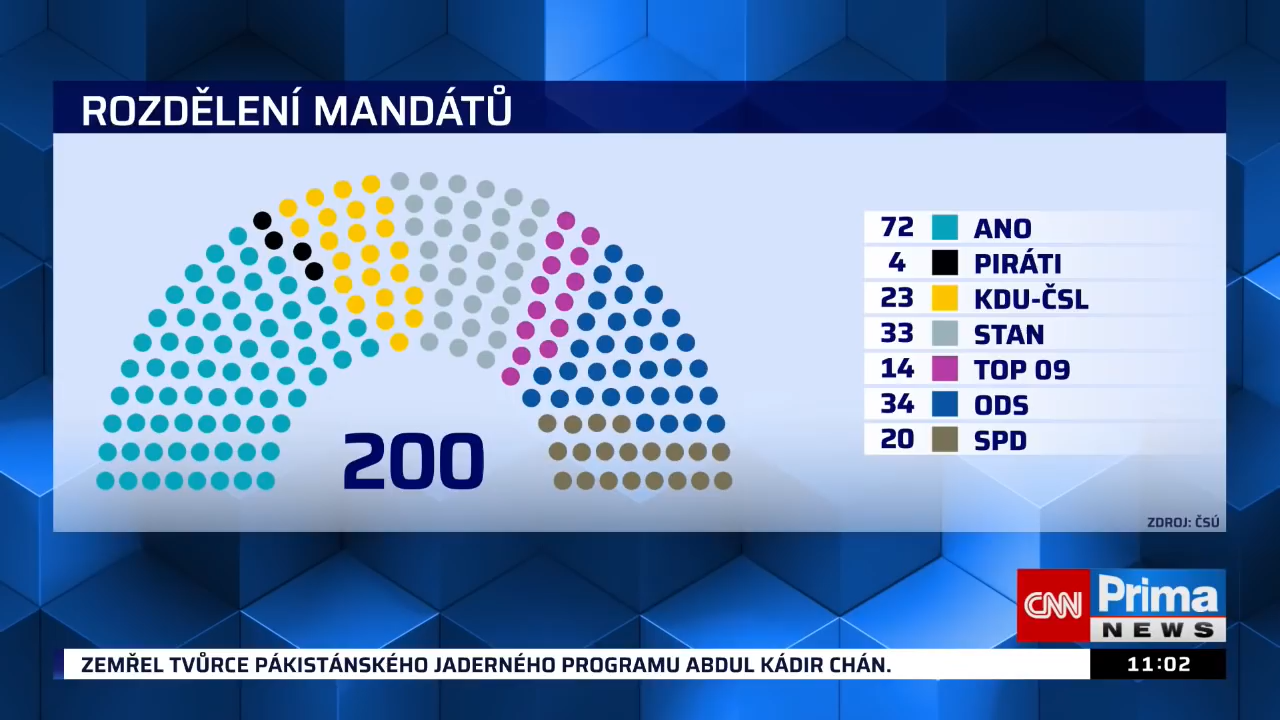 ROZDĚLENÍ MANDÁTŮ
200
72 ANO
4 PIRÁTI
23 KDU-ČSL
33 STAN
14 TOP 09
34 ODS
20 SPD
ZDROJ: ČSÚ
CNN Prima
NEWS
ZEMŘEL TVŮRCE PÁKISTÁNSKÉHO JADERNÉHO PROGRAMU ABDUL KÁDIR CHÁN.
11:02